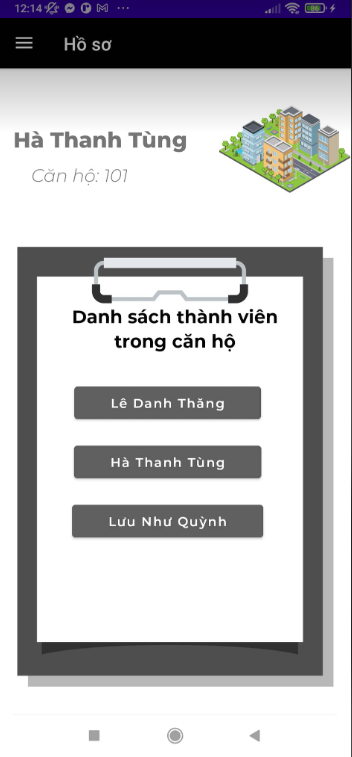 12:14
Hồ sơ
Hà Thanh Tùng
Căn hộ: 101
Danh sách thành viên
trong căn hộ
Lê Danh Thăng
Hà Thanh Tùng
Lưu Như Quỳnh